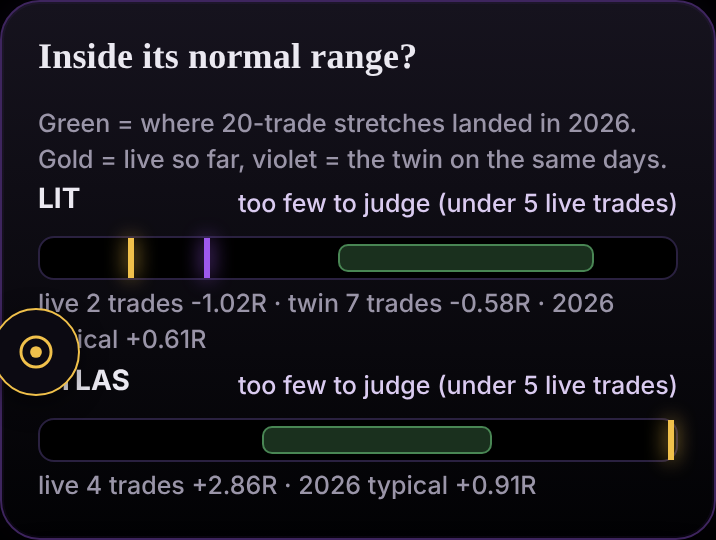 Inside its normal range?
Green = where 20-trade stretches landed in 2026.
Gold = live so far, violet = the twin on the same days.
LIT too few to judge (under 5 live trades)
live 2 trades -1.02R · twin 7 trades -0.58R · 2026
ical +0.61R
TLAS too few to judge (under 5 live trades)
live 4 trades +2.86R · 2026 typical +0.91R